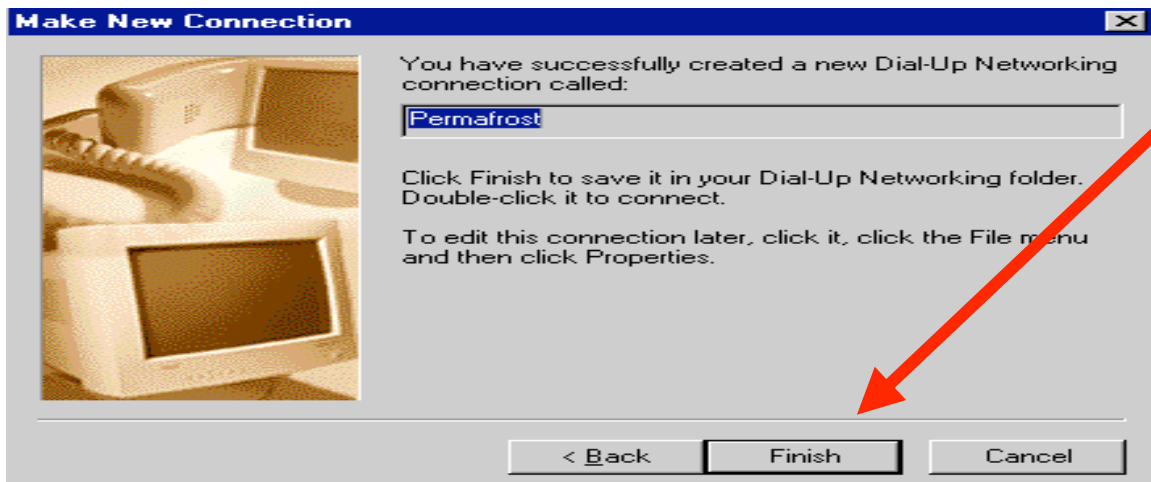 Make New Connection
You have successfully created a new Dial-Up Networking
connection called:
Permafrost
Click Finish to save it in your Dial-Up Networking folder.
Double-click it to connect.
To edit this connection later, click it, click the File menu
and then click Properties.
< Back Finish Cancel